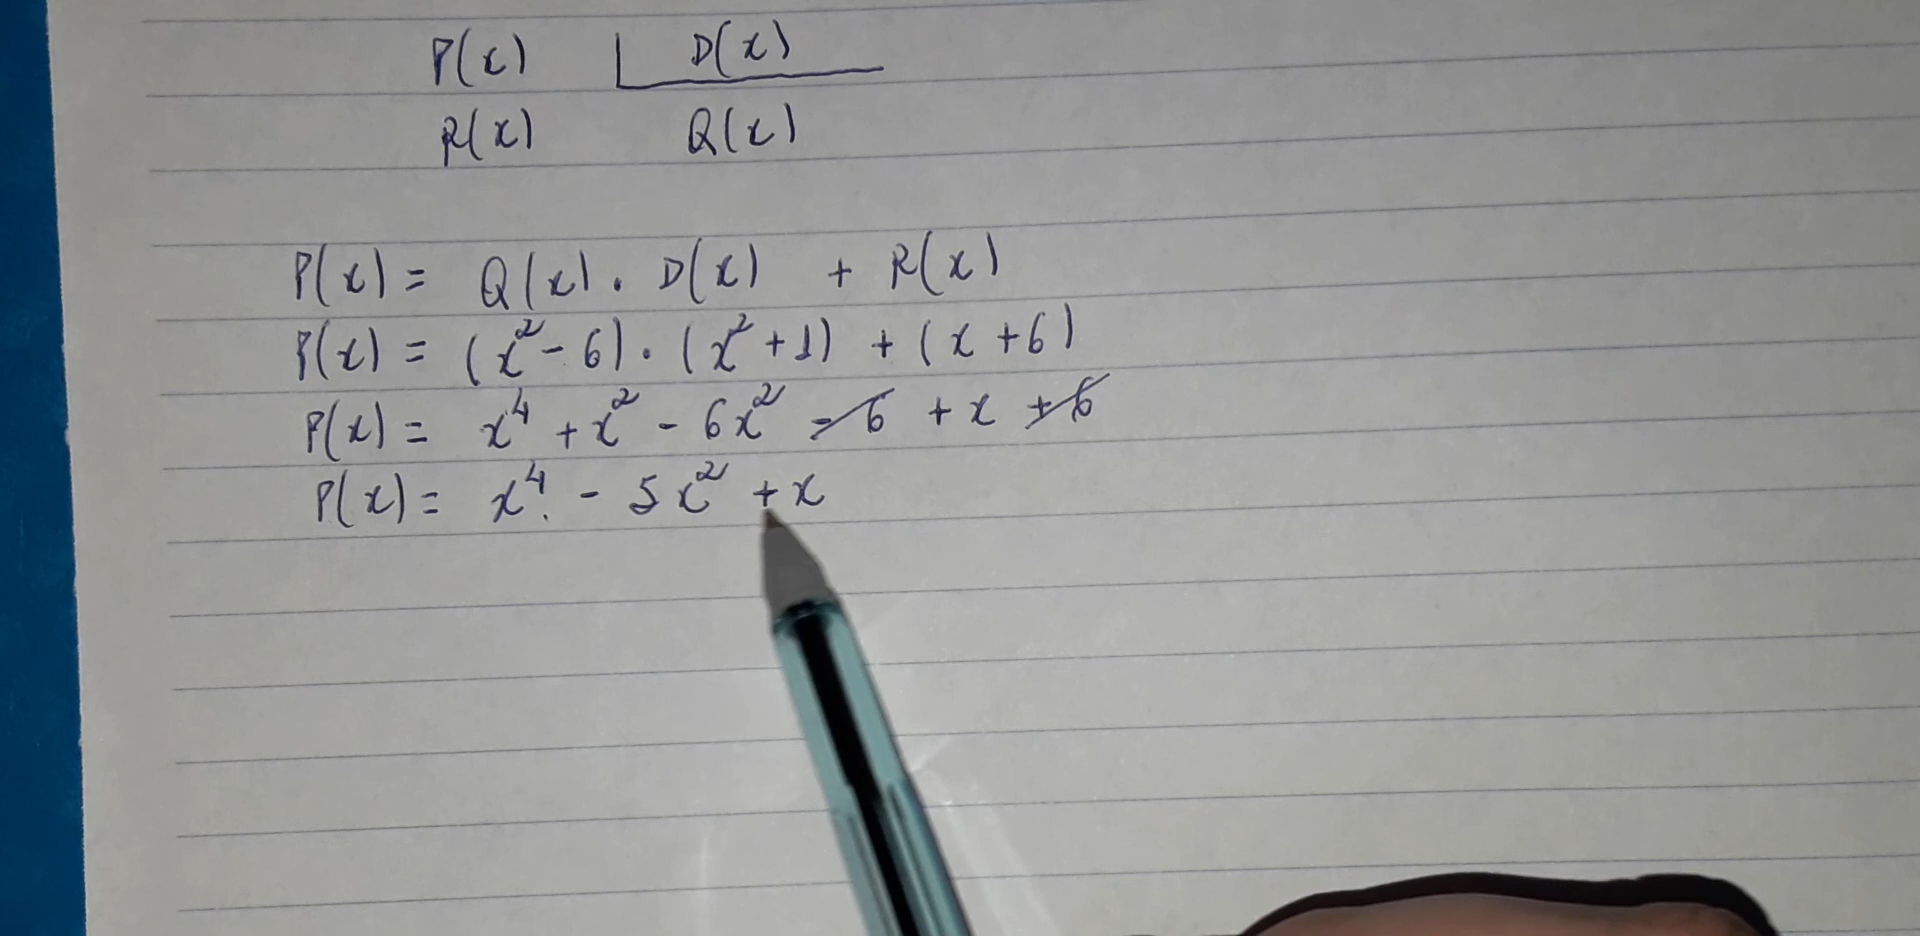 P(x) | D(x)
R(x) Q(x)
P(x) = Q(x) . D(x) + R(x)
P(x) = (x² - 6) . (x² + 1) + (x + 6)
P(x) = x⁴ + x² - 6x² - 6 + x + 6
P(x) = x⁴ - 5x² + x